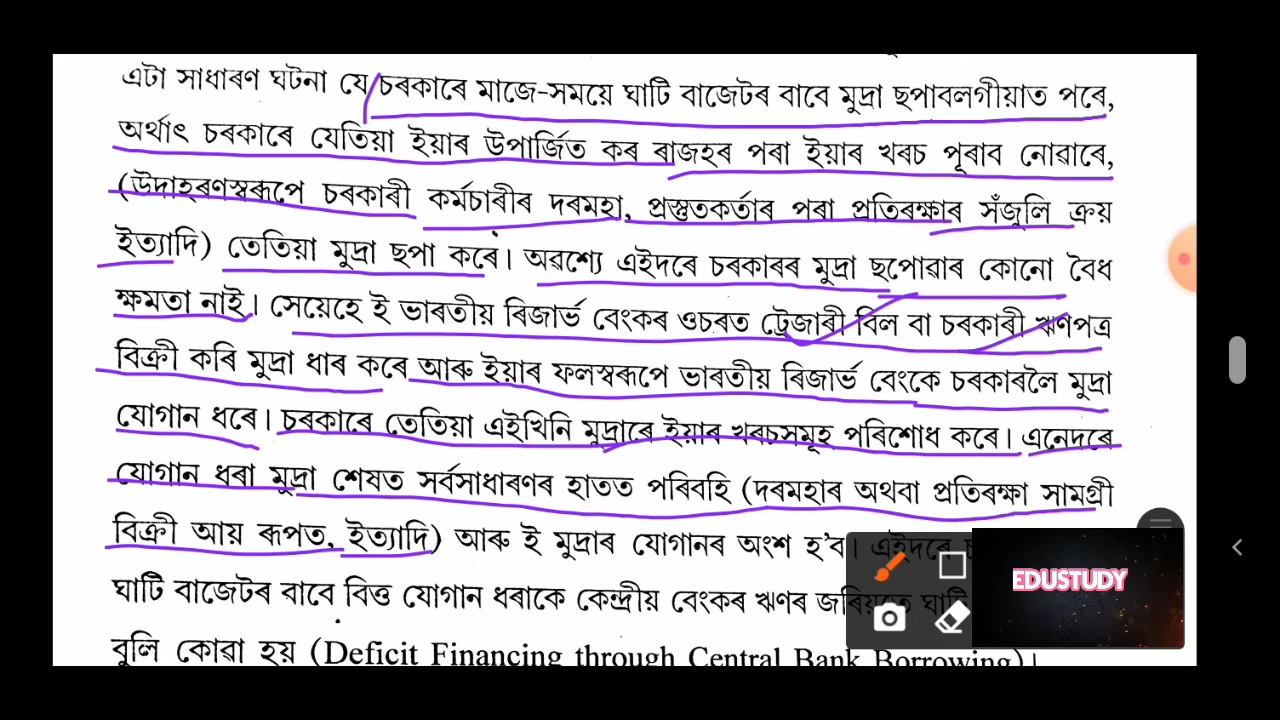 এটা সাধাৰণ ঘটনা যে চৰকাৰে মাজে-সময়ে ঘাটি বাজেটৰ বাবে মুদ্ৰা ছপাবলগীয়াত পৰে,
অৰ্থাৎ চৰকাৰে যেতিয়া ইয়াৰ উপাৰ্জিত কৰ ৰাজহৰ পৰা ইয়াৰ খৰচ পূৰাব নোৱাৰে,
(উদাহৰণস্বৰূপে চৰকাৰী কৰ্মচাৰীৰ দৰমহা, প্ৰস্তুতকৰ্তাৰ পৰা প্ৰতিৰক্ষাৰ সঁজুলি ক্ৰয়
ইত্যাদি) তেতিয়া মুদ্ৰা ছপা কৰে। অৱশ্যে এইদৰে চৰকাৰৰ মুদ্ৰা ছপোৱাৰ কোনো বৈধ
ক্ষমতা নাই। সেয়েহে ই ভাৰতীয় ৰিজাৰ্ভ বেংকৰ ওচৰত ট্ৰেজাৰী বিল বা চৰকাৰী ঋণপত্ৰ
বিক্ৰী কৰি মুদ্ৰা ধাৰ কৰে আৰু ইয়াৰ ফলস্বৰূপে ভাৰতীয় ৰিজাৰ্ভ বেংকে চৰকাৰলৈ মুদ্ৰা
যোগান ধৰে। চৰকাৰে তেতিয়া এইখিনি মুদ্ৰাৰে ইয়াৰ খৰচসমূহ পৰিশোধ কৰে। এনেদৰে
যোগান ধৰা মুদ্ৰা শেষত সৰ্বসাধাৰণৰ হাতত পৰিবহি (দৰমহাৰ অথবা প্ৰতিৰক্ষা সামগ্ৰী
বিক্ৰী আয় ৰূপত, ইত্যাদি) আৰু ই মুদ্ৰাৰ যোগানৰ অংশ হ'ব। এইদৰে
ঘাটি বাজেটৰ বাবে বিত্ত যোগান ধৰাকে কেন্দ্ৰীয় বেংকৰ ঋণৰ জৰিয়তে ঘাটি
বুলি কোৱা হয় (Deficit Financing through Central Bank Borrowing)।
EDUSTUDY